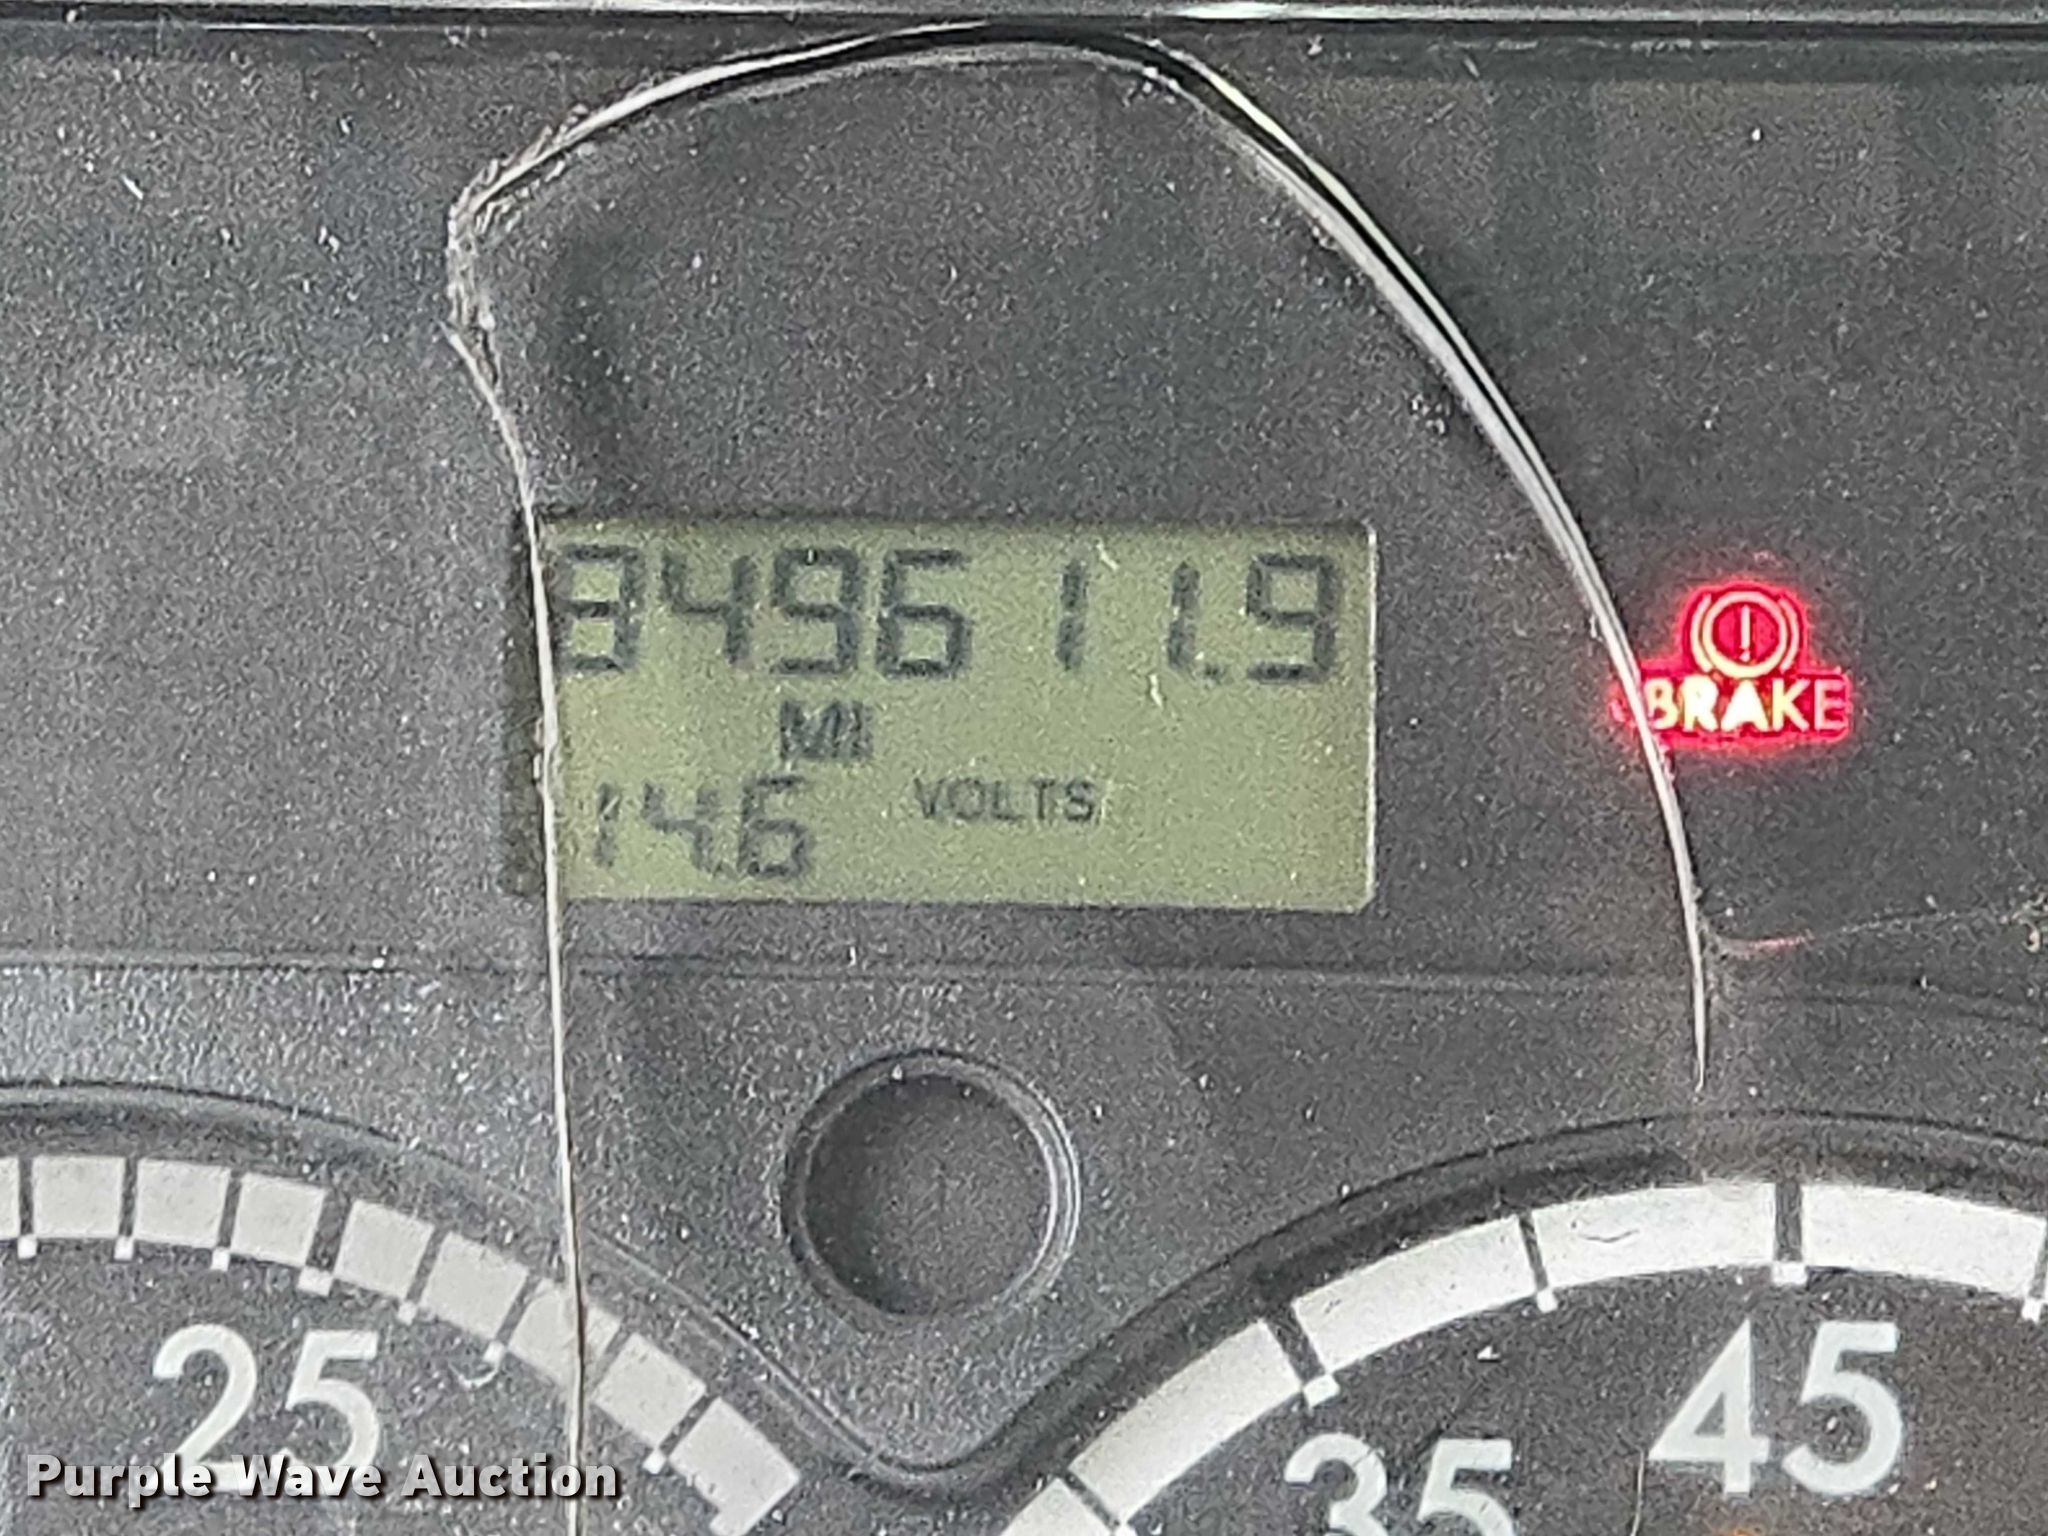 849611.9
MI
14.6 VOLTS
BRAKE
25
35
45
Purple Wave Auction